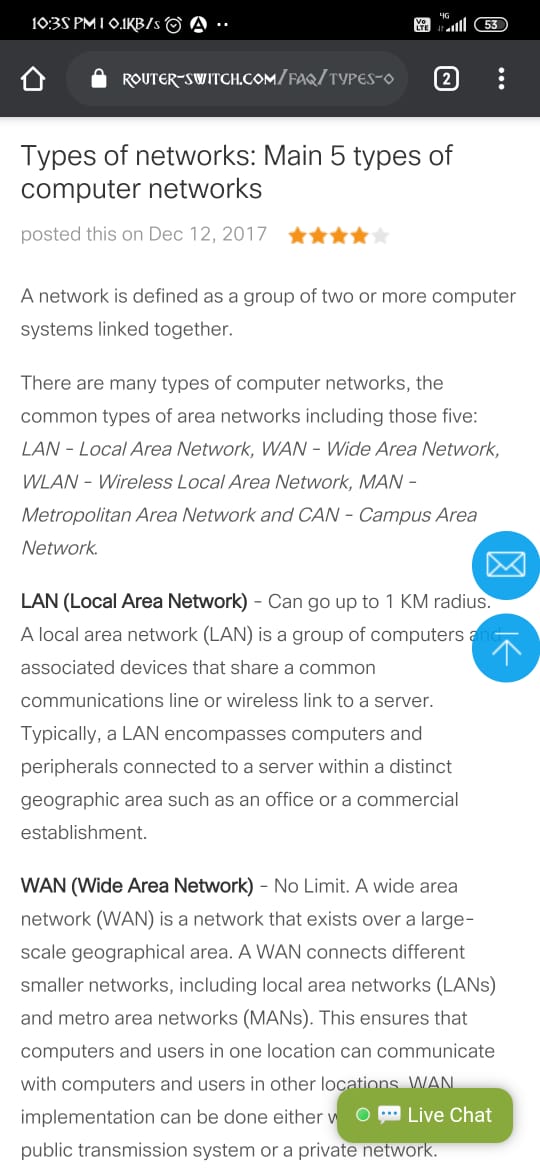 10:35 PM | 0.1KB/s
Vo LTE 4G 53
router-switch.com/faq/types-o
2
Types of networks: Main 5 types of
computer networks
posted this on Dec 12, 2017
A network is defined as a group of two or more computer
systems linked together.
There are many types of computer networks, the
common types of area networks including those five:
LAN - Local Area Network, WAN - Wide Area Network,
WLAN - Wireless Local Area Network, MAN -
Metropolitan Area Network and CAN - Campus Area
Network.
LAN (Local Area Network) - Can go up to 1 KM radius.
A local area network (LAN) is a group of computers and
associated devices that share a common
communications line or wireless link to a server.
Typically, a LAN encompasses computers and
peripherals connected to a server within a distinct
geographic area such as an office or a commercial
establishment.
WAN (Wide Area Network) - No Limit. A wide area
network (WAN) is a network that exists over a large-
scale geographical area. A WAN connects different
smaller networks, including local area networks (LANs)
and metro area networks (MANs). This ensures that
computers and users in one location can communicate
with computers and users in other locations. WAN
implementation can be done either
Live Chat
public transmission system or a private network.